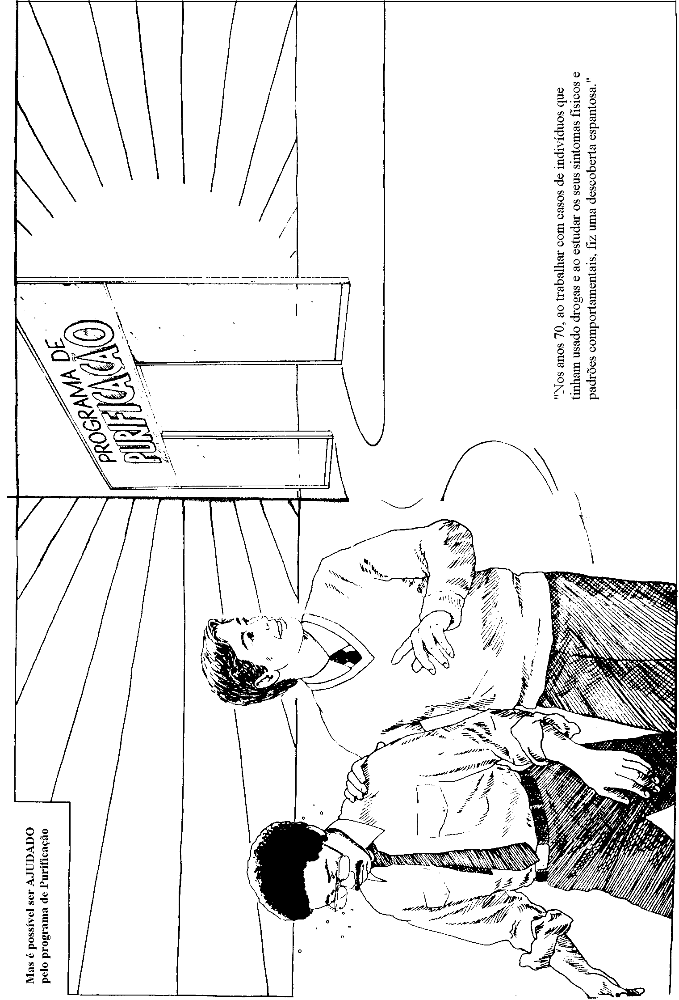 Mas é possível ser AJUDADO
pelo programa de Purificação
PROGRAMA DE
PURIFICAÇÃO
"Nos anos 70, ao trabalhar com casos de indivíduos que
tinham usado drogas e ao estudar os seus sintomas físicos e
padrões comportamentais, fiz uma descoberta espantosa."